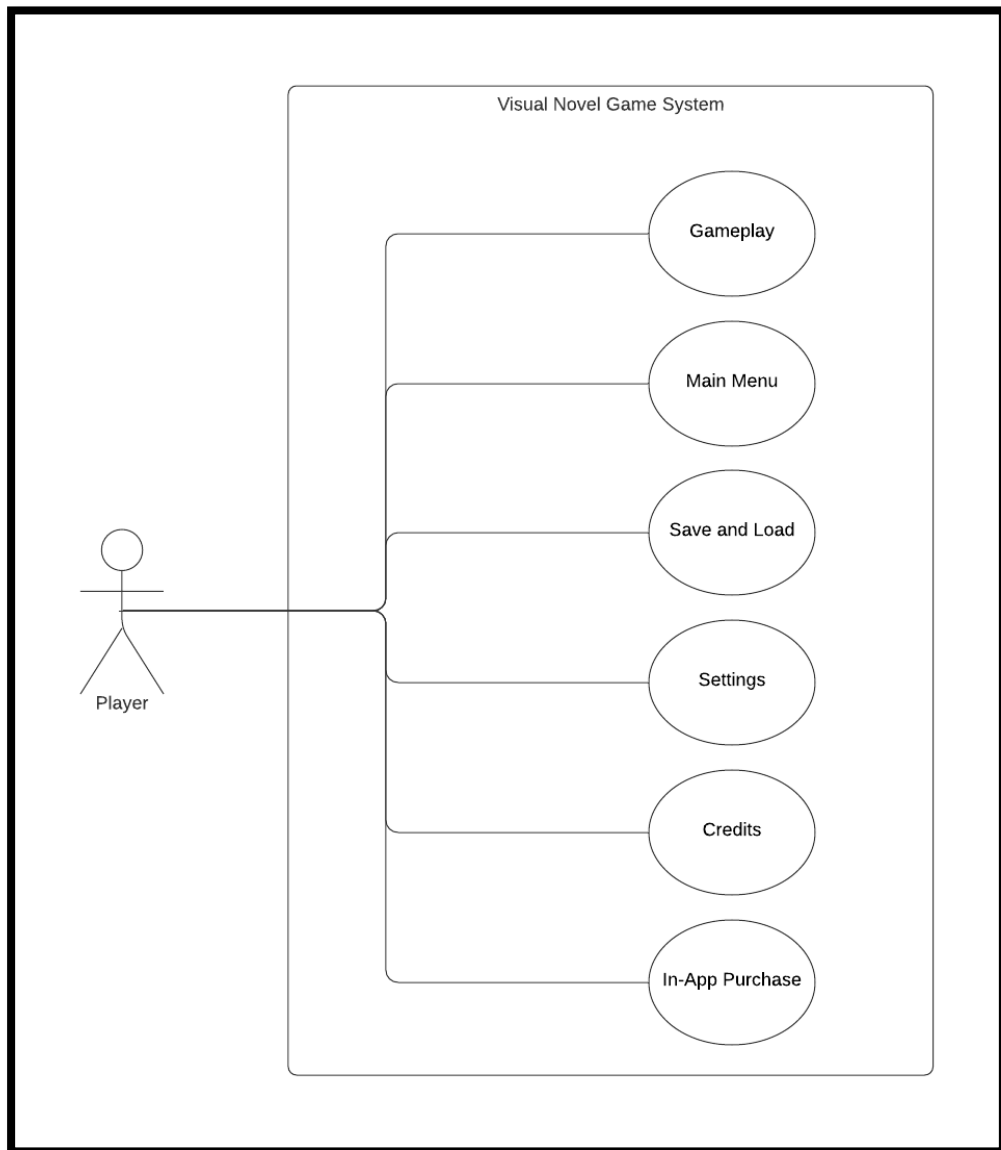 Visual Novel Game System
Gameplay
Main Menu
Save and Load
Settings
Credits
In-App Purchase
Player